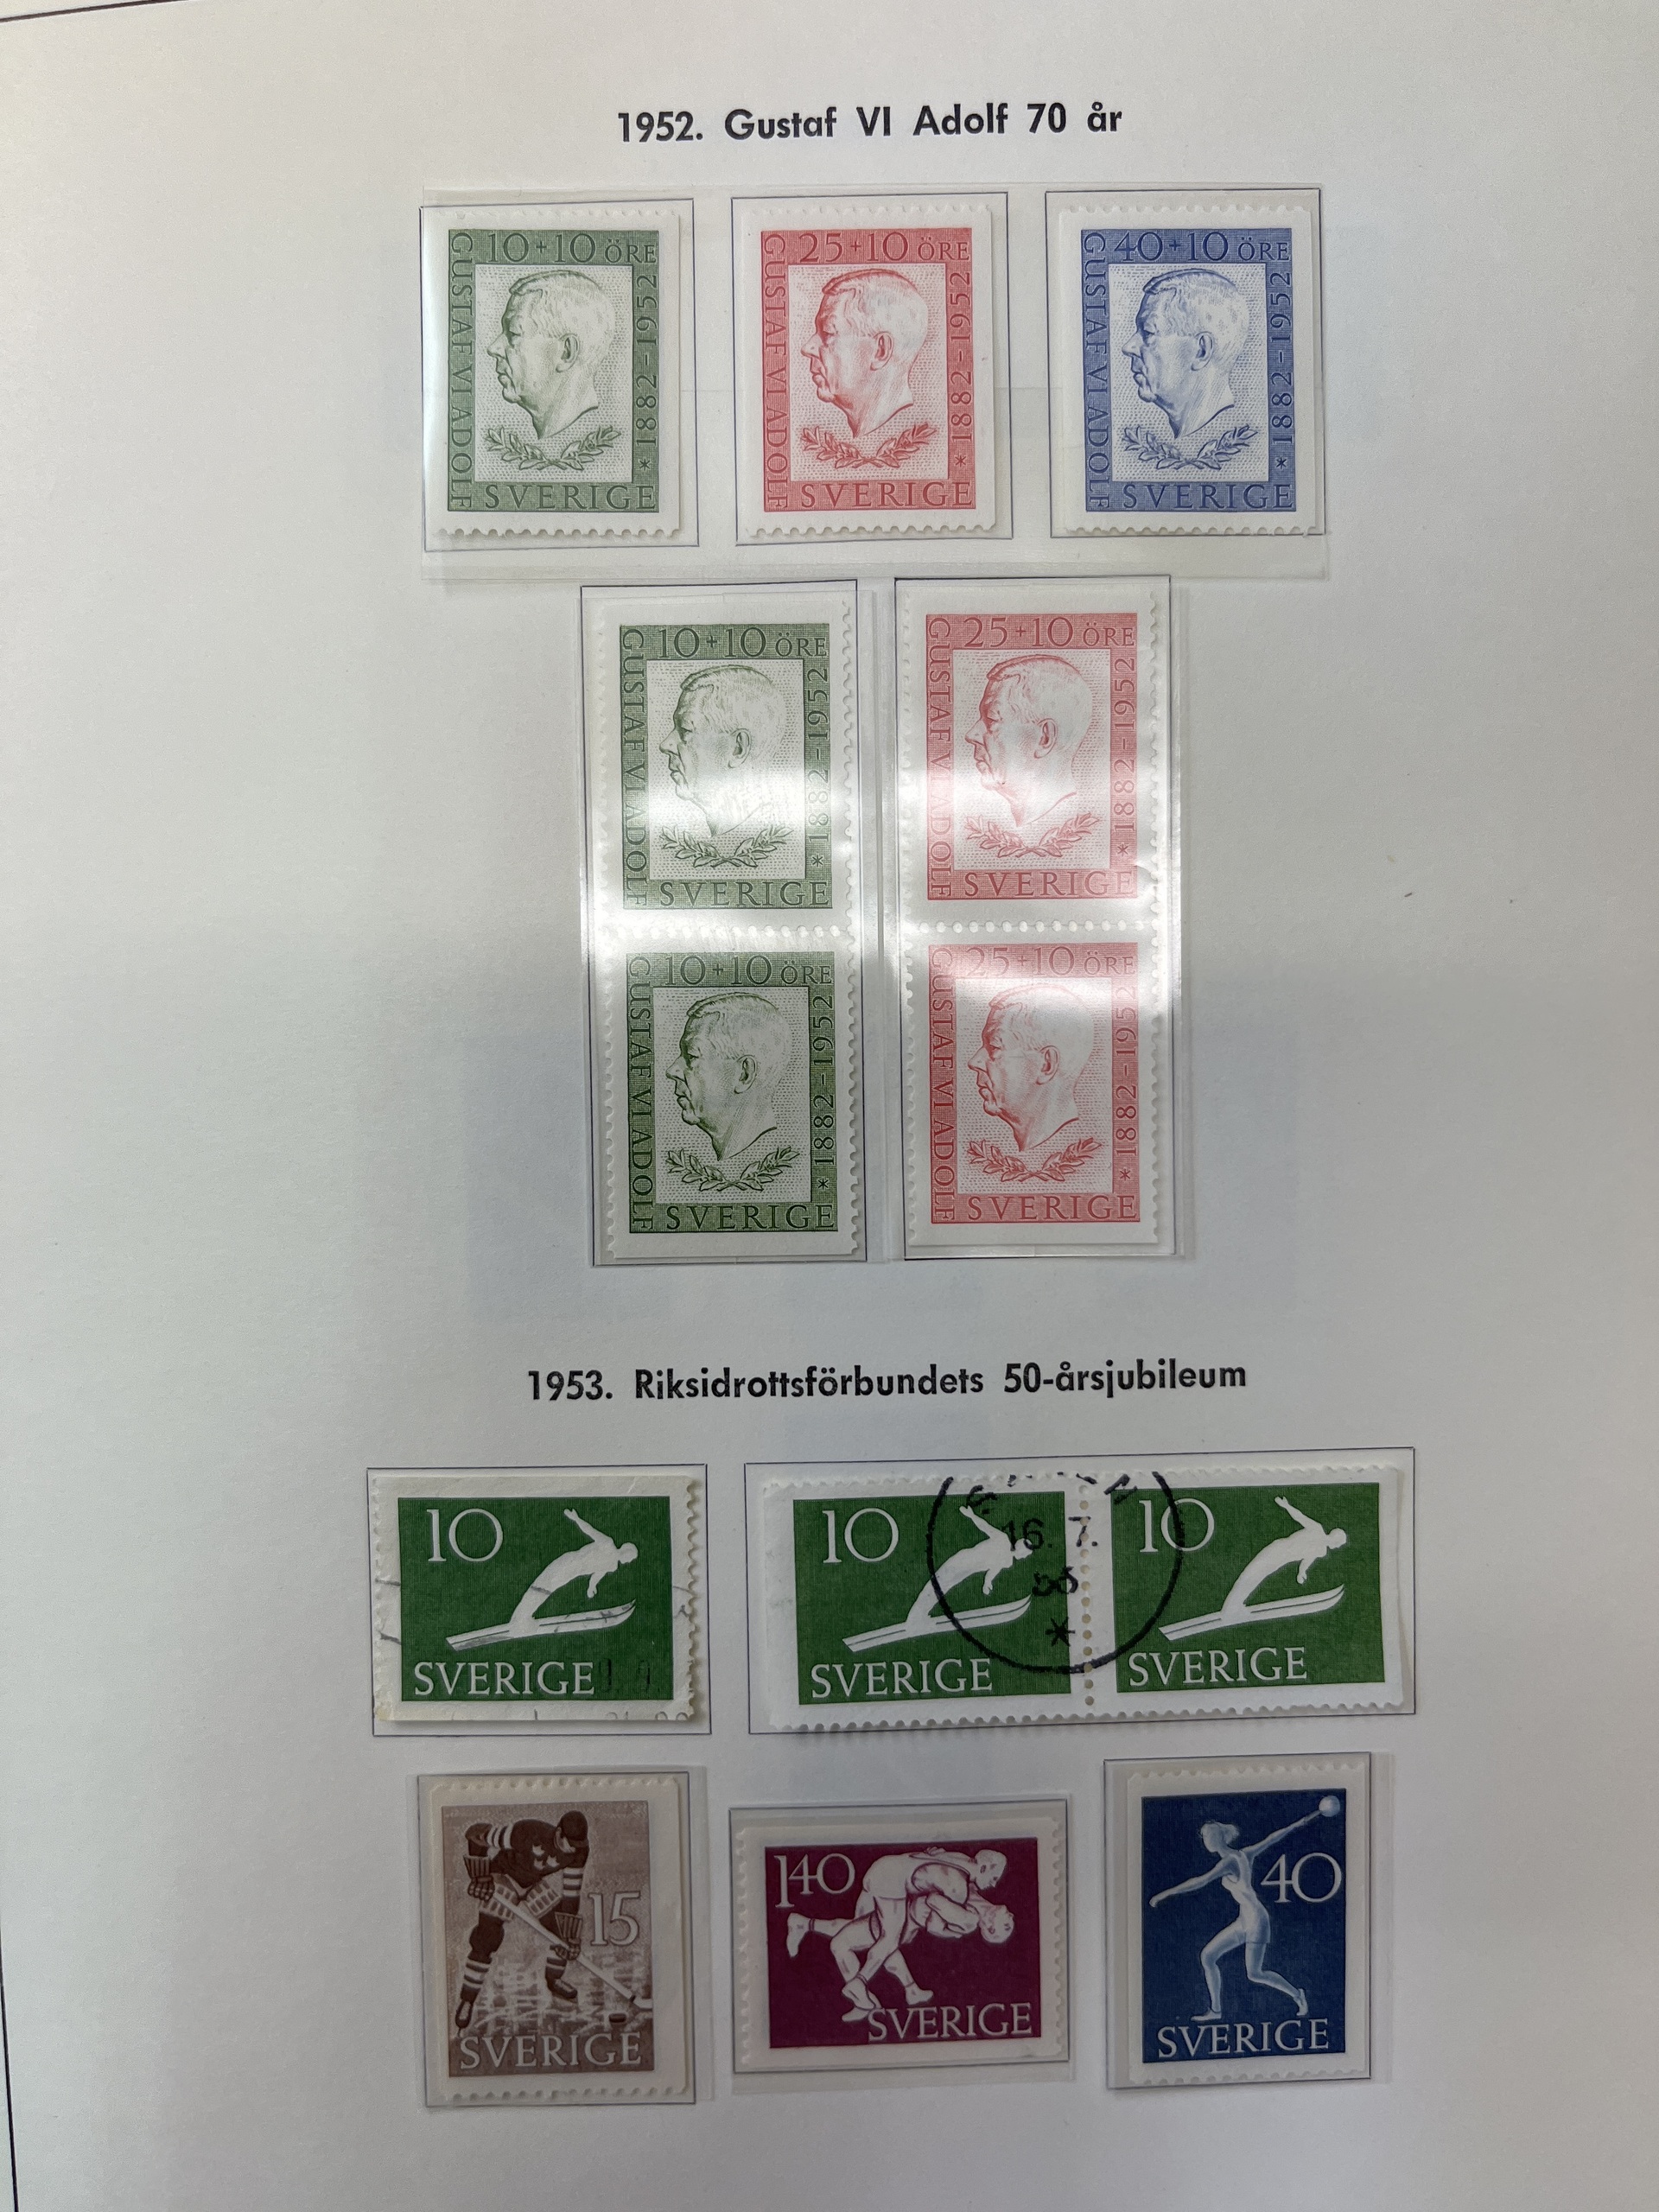 1952. Gustaf VI Adolf 70 år
10+10 ÖRE
GUSTAF VI ADOLF
* 1882-1952
SVERIGE
25+10 ÖRE
GUSTAF VI ADOLF
* 1882-1952
SVERIGE
40+10 ÖRE
GUSTAF VI ADOLF
* 1882-1952
SVERIGE
10+10 ÖRE
GUSTAF VI ADOLF
* 1882-1952
SVERIGE
25+10 ÖRE
GUSTAF VI ADOLF
* 1882-1952
SVERIGE
10+10 ÖRE
GUSTAF VI ADOLF
* 1882-1952
SVERIGE
25+10 ÖRE
GUSTAF VI ADOLF
* 1882-1952
SVERIGE
1953. Riksidrottsförbundets 50-årsjubileum
10
SVERIGE
10
SVERIGE
16. 7.
*
10
SVERIGE
15
SVERIGE
140
SVERIGE
40
SVERIGE